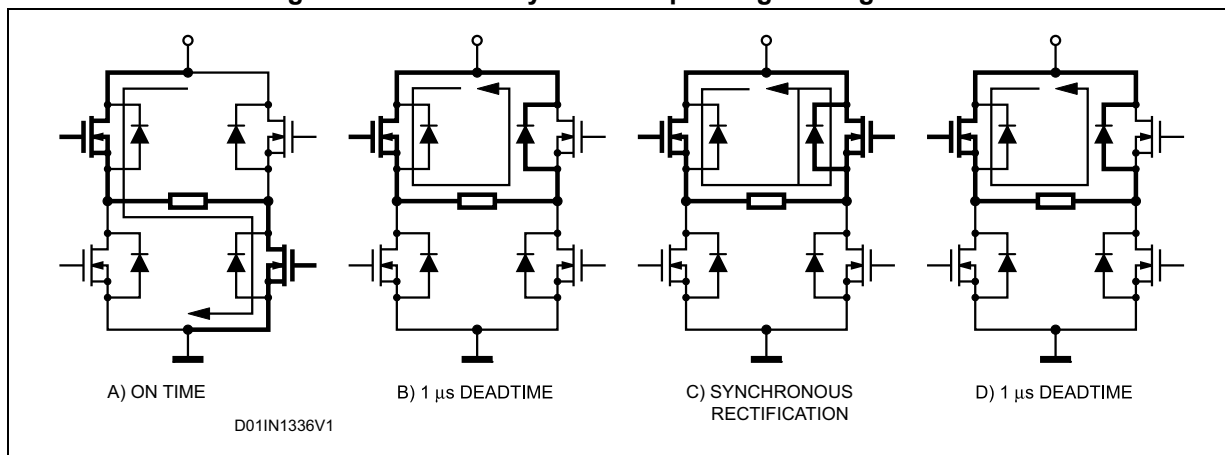 A) ON TIME
B) 1 μs DEADTIME
C) SYNCHRONOUS
RECTIFICATION
D) 1 μs DEADTIME
D01IN1336V1